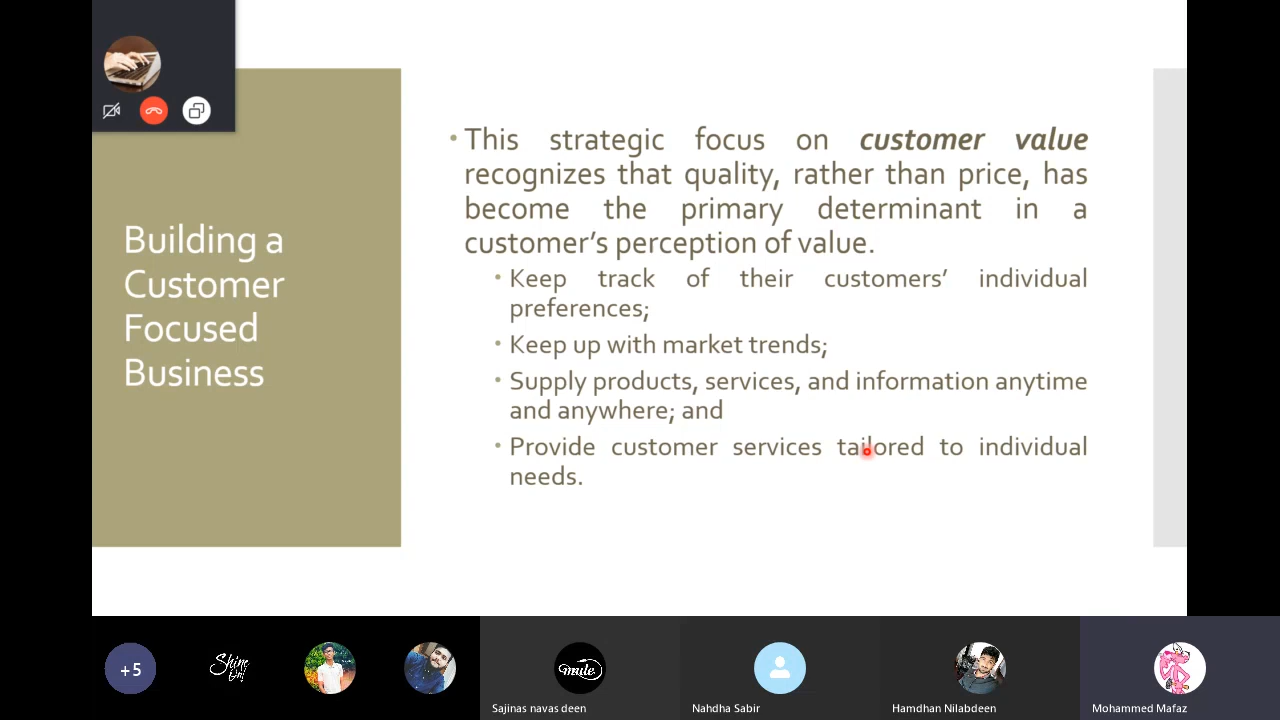 Building a
Customer
Focused
Business
• This strategic focus on customer value
recognizes that quality, rather than price, has
become the primary determinant in a
customer’s perception of value.
• Keep track of their customers’ individual
preferences;
• Keep up with market trends;
• Supply products, services, and information anytime
and anywhere; and
• Provide customer services tailored to individual
needs.
+5
Shine
mute
Sajinas navas deen
Nahdha Sabir
Hamdhan Nilabdeen
Mohammed Mafaz